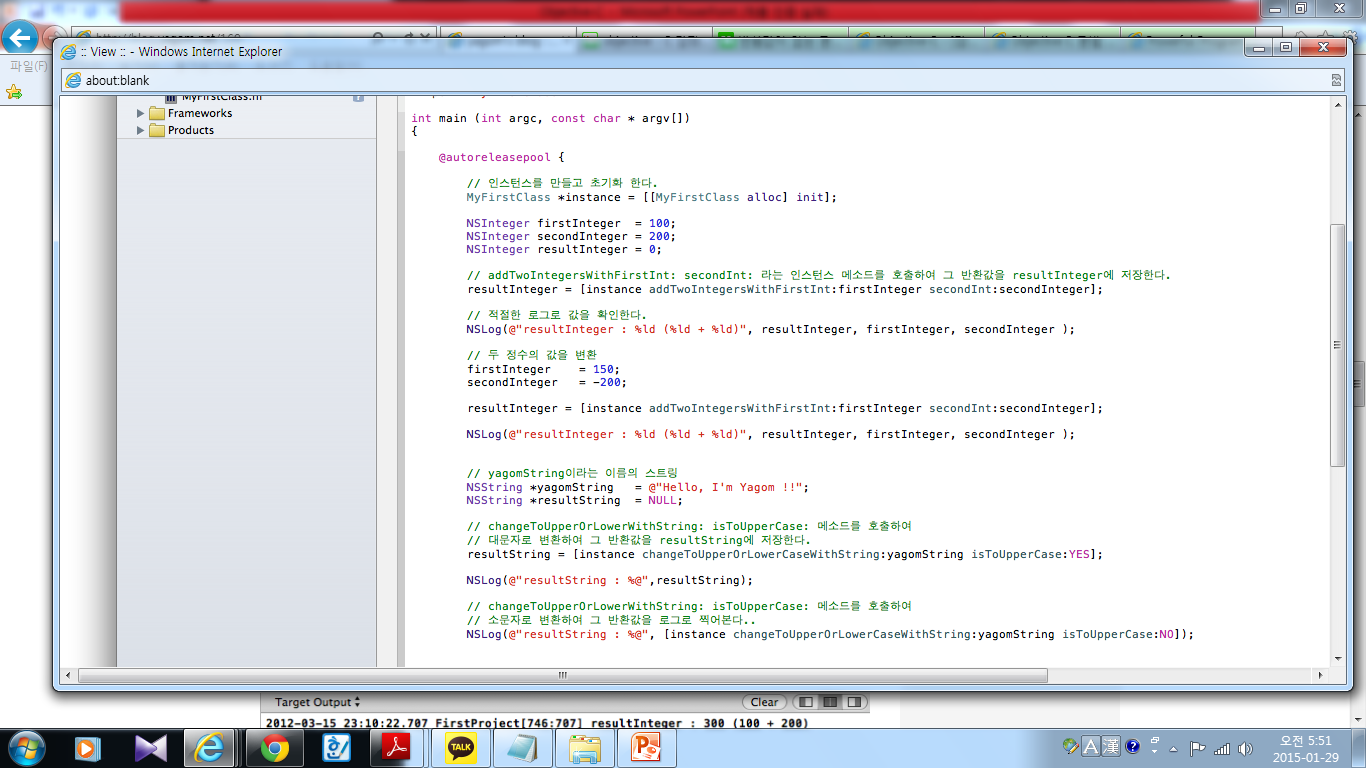 파일(F)
:: View :: - Windows Internet Explorer
about:blank
MyFirstClass.m
Frameworks
Products
int main (int argc, const char * argv[])
{
@autoreleasepool {
// 인스턴스를 만들고 초기화 한다.
MyFirstClass *instance = [[MyFirstClass alloc] init];
NSInteger firstInteger = 100;
NSInteger secondInteger = 200;
NSInteger resultInteger = 0;
// addTwoIntegersWithFirstInt: secondInt: 라는 인스턴스 메소드를 호출하여 그 반환값을 resultInteger에 저장한다.
resultInteger = [instance addTwoIntegersWithFirstInt:firstInteger secondInt:secondInteger];
// 적절한 로그로 값을 확인한다.
NSLog(@"resultInteger : %ld (%ld + %ld)", resultInteger, firstInteger, secondInteger );
// 두 정수의 값을 변환
firstInteger = 150;
secondInteger = -200;
resultInteger = [instance addTwoIntegersWithFirstInt:firstInteger secondInt:secondInteger];
NSLog(@"resultInteger : %ld (%ld + %ld)", resultInteger, firstInteger, secondInteger );
// yagomString이라는 이름의 스트링
NSString *yagomString = @"Hello, I'm Yagom !!";
NSString *resultString = NULL;
// changeToUpperOrLowerWithString: isToUpperCase: 메소드를 호출하여
// 대문자로 변환하여 그 반환값을 resultString에 저장한다.
resultString = [instance changeToUpperOrLowerCaseWithString:yagomString isToUpperCase:YES];
NSLog(@"resultString : %@",resultString);
// changeToUpperOrLowerWithString: isToUpperCase: 메소드를 호출하여
// 소문자로 변환하여 그 반환값을 로그로 찍어본다..
NSLog(@"resultString : %@", [instance changeToUpperOrLowerCaseWithString:yagomString isToUpperCase:NO]);
Target Output
Clear
2012-03-15 23:10:22.707 FirstProject[746:707] resultInteger : 300 (100 + 200)
TALK
A 漢
오전 5:51
2015-01-29